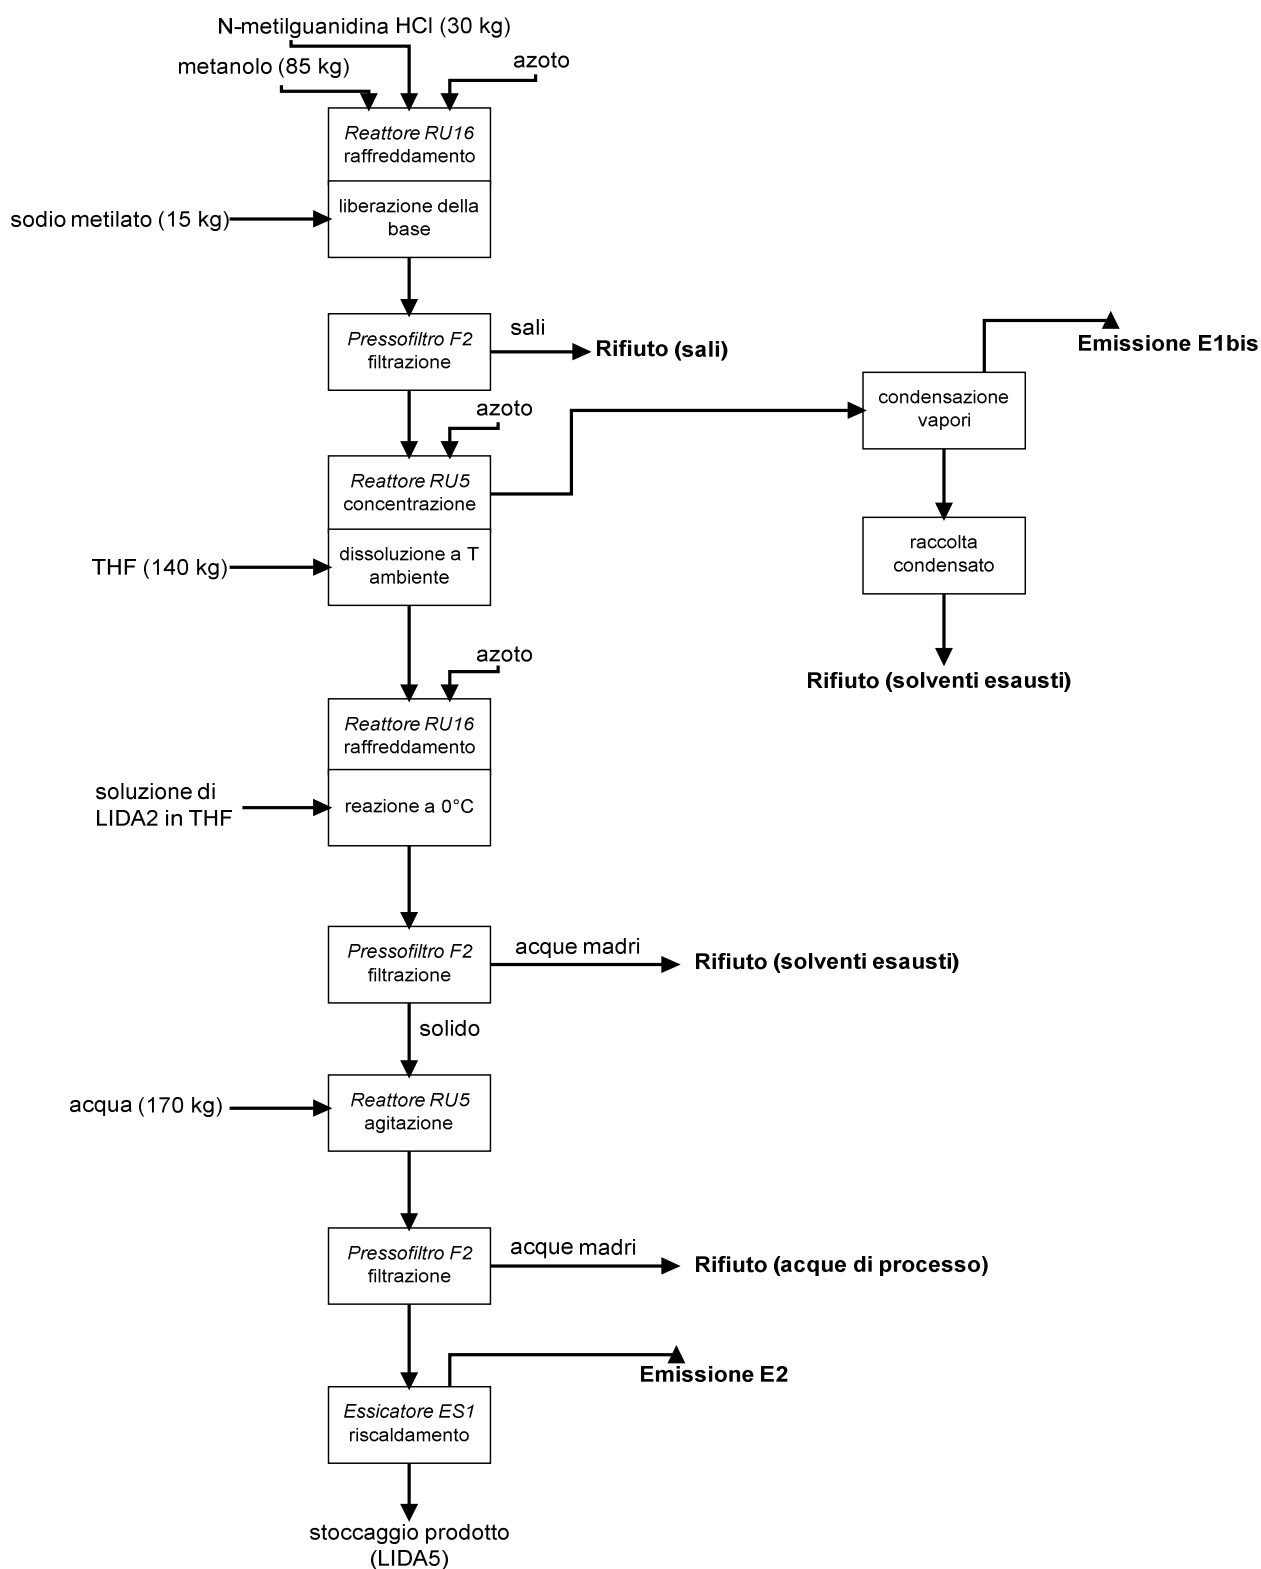 N-metilguanidina HCl (30 kg)
metanolo (85 kg)
azoto
Reattore RU16
raffreddamento
sodio metilato (15 kg)
liberazione della
base
Pressofiltro F2
filtrazione
sali
Rifiuto (sali)
Emissione E1bis
condensazione
vapori
azoto
Reattore RU5
concentrazione
raccolta
condensato
THF (140 kg)
dissoluzione a T
ambiente
Rifiuto (solventi esausti)
azoto
Reattore RU16
raffreddamento
soluzione di
LIDA2 in THF
reazione a 0°C
Pressofiltro F2
filtrazione
acque madri
Rifiuto (solventi esausti)
solido
acqua (170 kg)
Reattore RU5
agitazione
Pressofiltro F2
filtrazione
acque madri
Rifiuto (acque di processo)
Emissione E2
Essicatore ES1
riscaldamento
stoccaggio prodotto
(LIDA5)